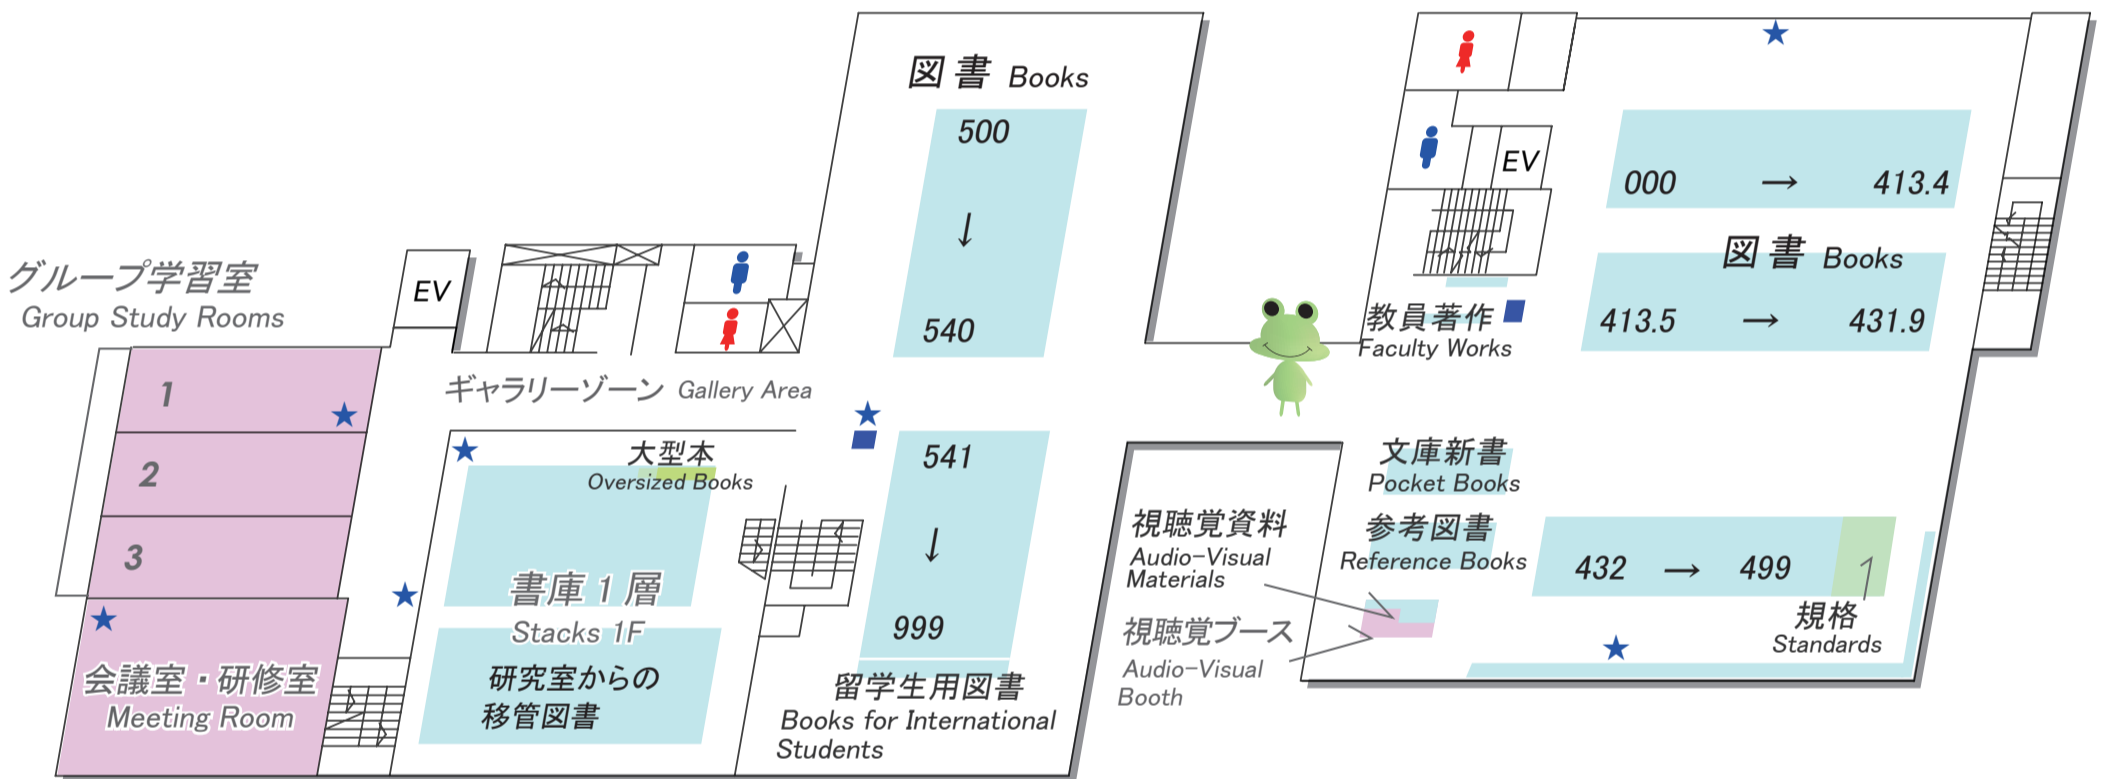 グループ学習室
Group Study Rooms
1
2
3
会議室・研修室
Meeting Room
EV
ギャラリーゾーン Gallery Area
大型本
Oversized Books
書庫 1 層
Stacks 1F
研究室からの
移管図書
図書 Books
500
↓
540
541
↓
999
留学生用図書
Books for International
Students
EV
000 → 413.4
図書 Books
413.5 → 431.9
教員著作
Faculty Works
文庫新書
Pocket Books
参考図書
Reference Books
視聴覚資料
Audio-Visual
Materials
視聴覚ブース
Audio-Visual
Booth
432 → 499
規格
Standards